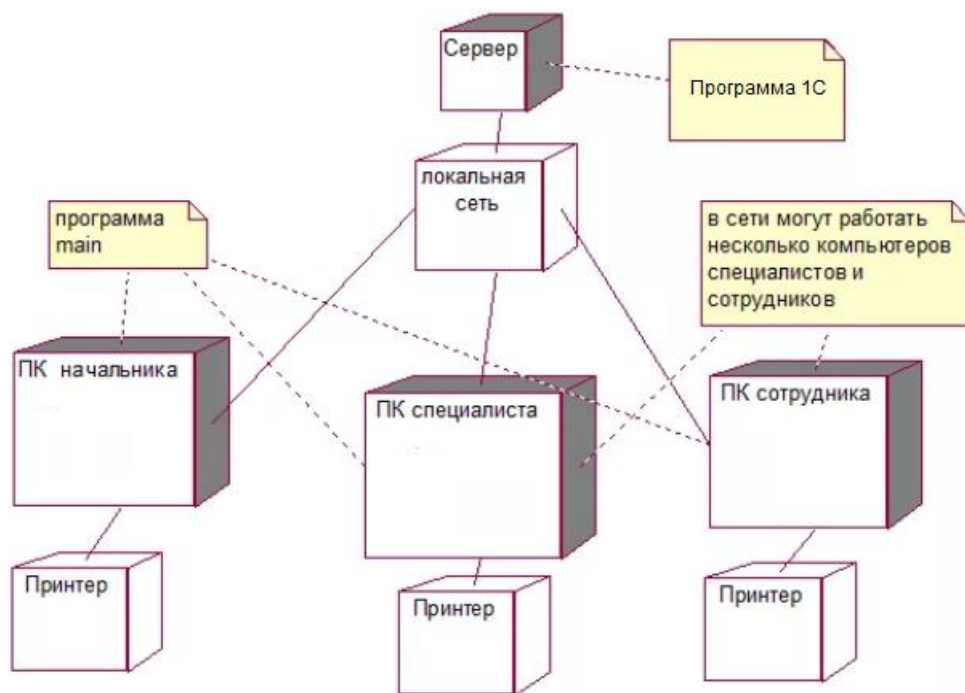 Сервер
Программа 1С
локальная
сеть
программа
main
в сети могут работать
несколько компьютеров
специалистов и
сотрудников
ПК начальника
ПК специалиста
ПК сотрудника
Принтер
Принтер
Принтер